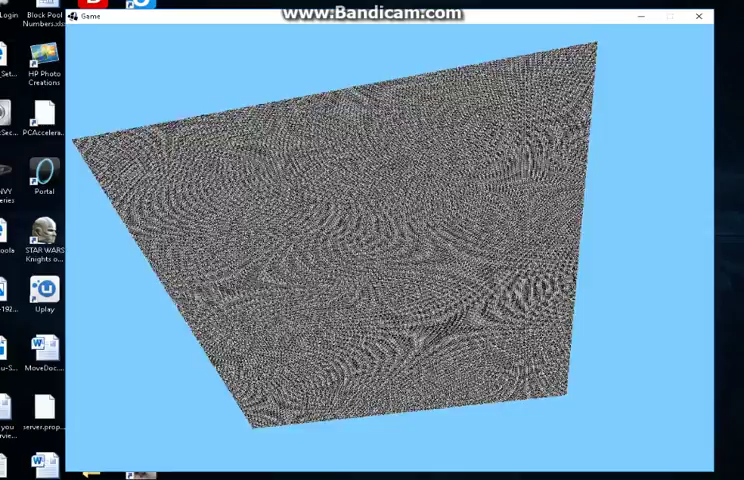 Login
Block Pool
Numbers.xlsx
www.Bandicam.com
Game
HP Photo
Creations
PCAccelera...
Portal
STAR WARS
Knights o...
Uplay
MoveDoc...
server.prop...